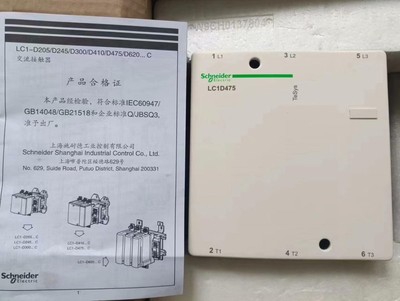 Schneider
Electric
LC1-D205/D245/D300/D410/D475/D620... C
交流接触器
产品合格证
本产品经检验，符合标准IEC60947/
GB14048/GB21518和企业标准Q/JBSQ3,
准予出厂。
上海施耐德工业控制有限公司
Schneider Shanghai Industrial Control Co., Ltd.
上海市普陀区绥德路629号
No. 629, Suide Road, Putuo District, Shanghai 200331
Schneider
Electric
1
1 L1
3 L2
5 L3
Schneider
Electric
LC1D475
TeSys
2 T1
4 T2
6 T3